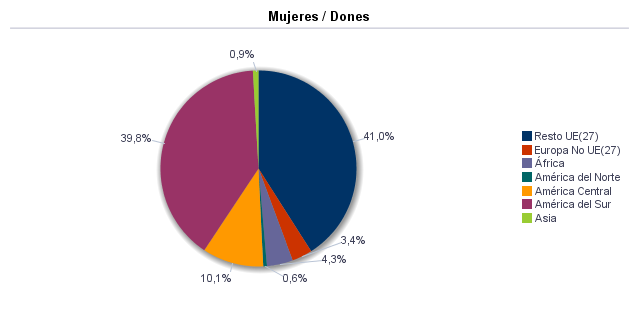 Mujeres / Dones
0,9%
39,8%
41,0%
3,4%
4,3%
10,1%
0,6%
Resto UE(27)
Europa No UE(27)
África
América del Norte
América Central
América del Sur
Asia